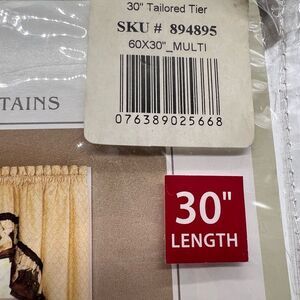 30" Tailored Tier
SKU # 894895
60X30"_MULTI
076389025668
TAINS
30"
LENGTH